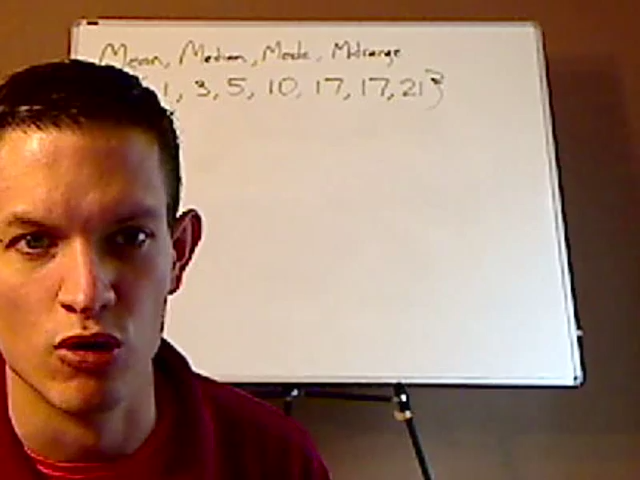 Mean, Median, Mode, Midrange
1, 3, 5, 10, 17, 17, 21}